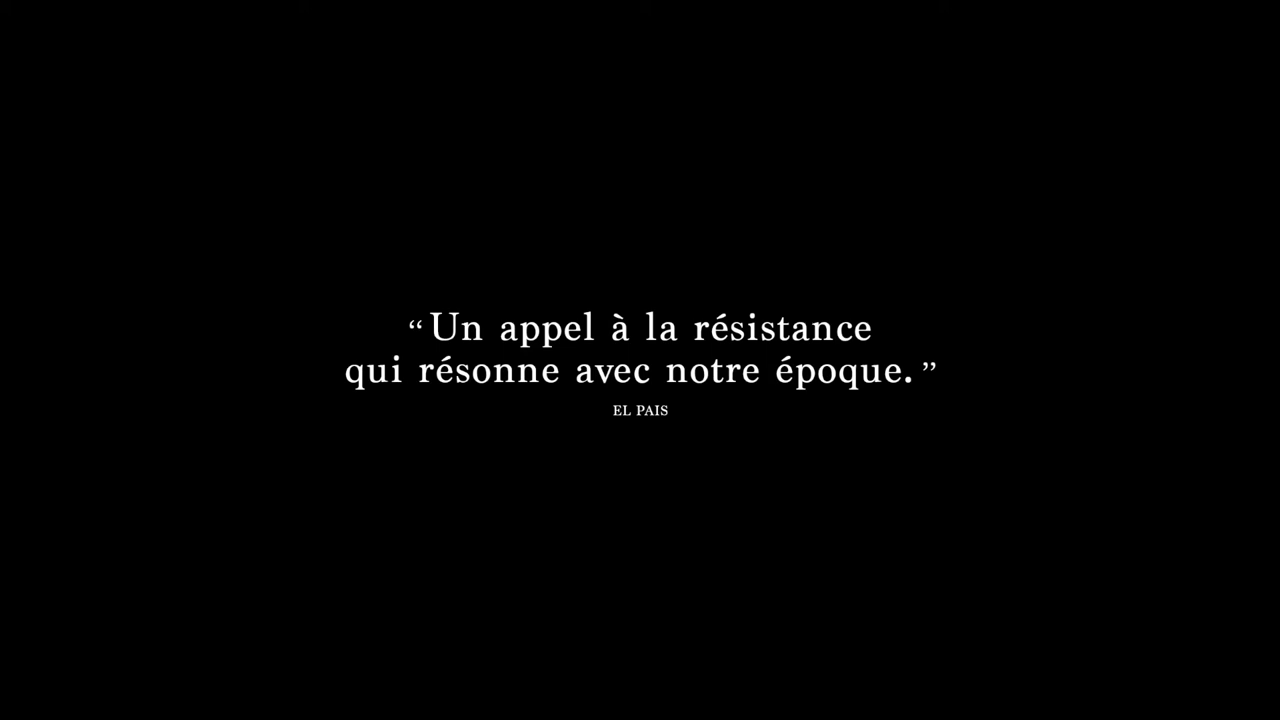 “Un appel à la résistance
qui résonne avec notre époque.”
EL PAIS